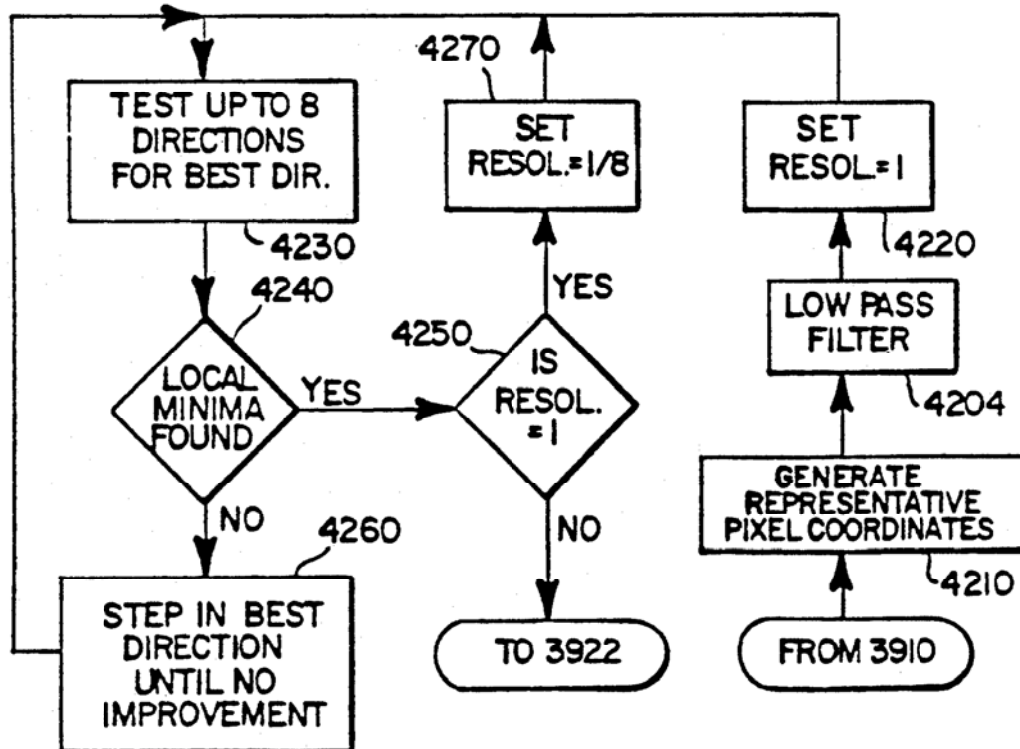 TEST UP TO 8
DIRECTIONS
FOR BEST DIR.
4230
4240
LOCAL
MINIMA
FOUND
YES
NO
4260
STEP IN BEST
DIRECTION
UNTIL NO
IMPROVEMENT
4270
SET
RESOL.=1/8
YES
4250
IS
RESOL.
=1
NO
TO 3922
SET
RESOL.=1
4220
LOW PASS
FILTER
4204
GENERATE
REPRESENTATIVE
PIXEL COORDINATES
4210
FROM 3910